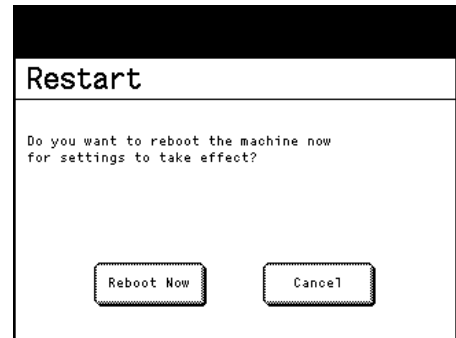 Restart
Do you want to reboot the machine now
for settings to take effect?
Reboot Now
Cancel